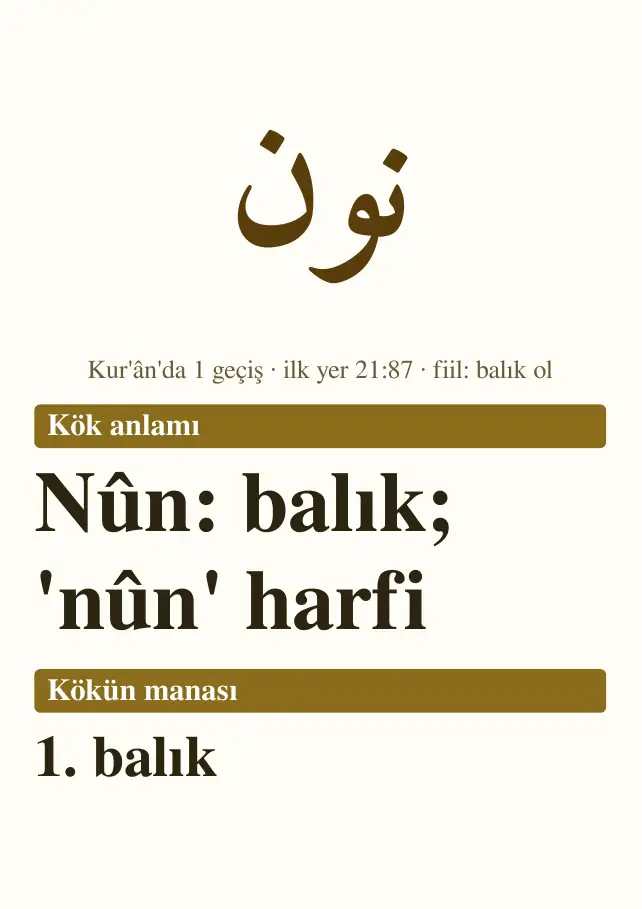 نون
Kur'ân'da 1 geçiş · ilk yer 21:87 · fiil: balık ol
Kök anlamı
Nûn: balık;
'nûn' harfi
Kökün manası
1. balık